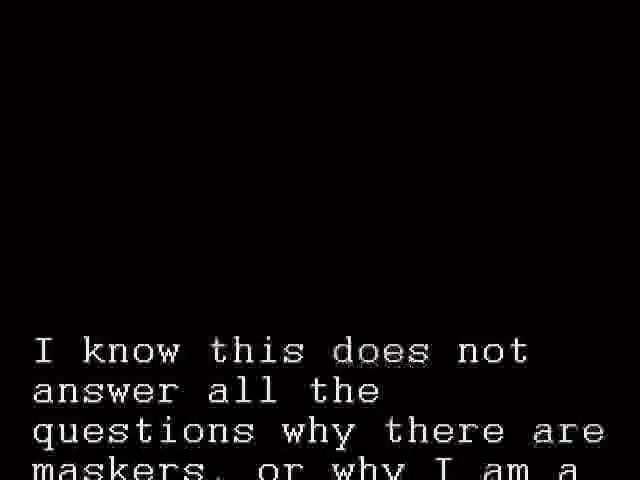 I know this does not
answer all the
questions why there are
maskers, or why I am a